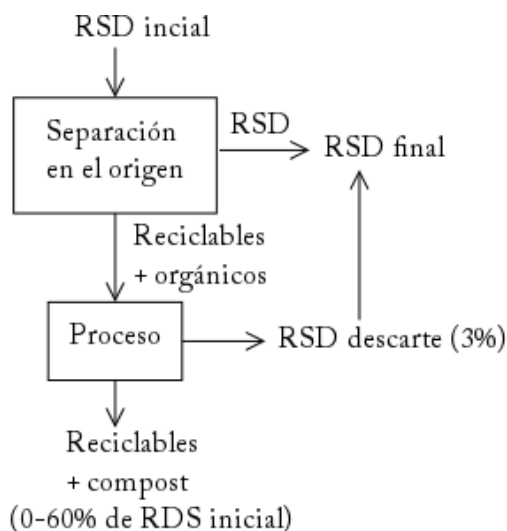 RSD incial
Separación
en el origen
RSD
RSD final
Reciclables
+ orgánicos
Proceso
RSD descarte (3%)
Reciclables
+ compost
(0-60% de RDS inicial)